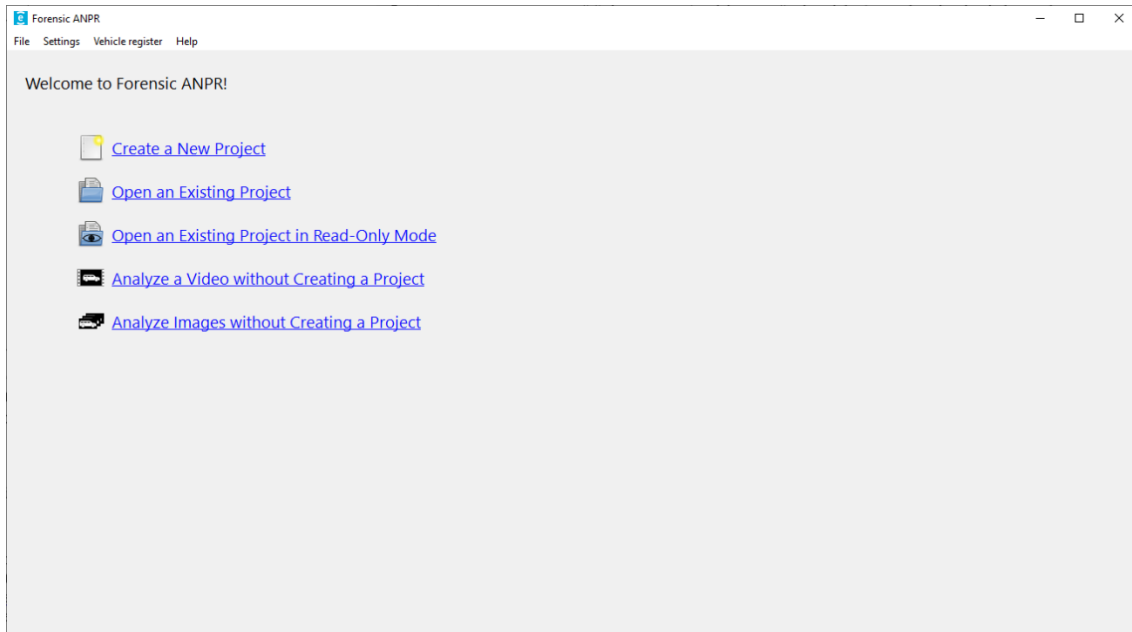 Forensic ANPR
File Settings Vehicle register Help
Welcome to Forensic ANPR!
Create a New Project
Open an Existing Project
Open an Existing Project in Read-Only Mode
Analyze a Video without Creating a Project
Analyze Images without Creating a Project